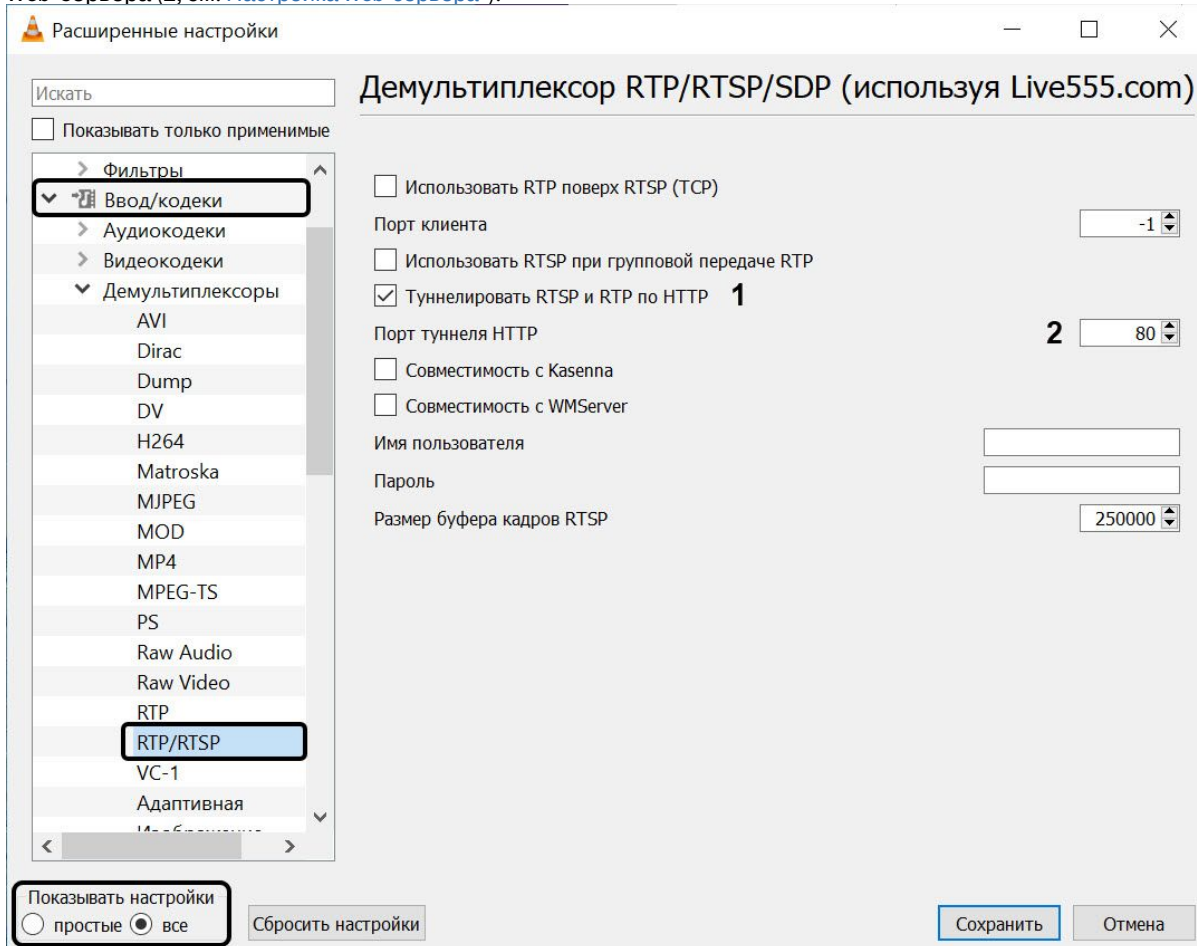 Расширенные настройки
Искать
Показывать только применимые
Фильтры
Ввод/кодеки
Аудиокодеки
Видеокодеки
Демультиплексоры
AVI
Dirac
Dump
DV
H264
Matroska
MJPEG
MOD
MP4
MPEG-TS
PS
Raw Audio
Raw Video
RTP
RTP/RTSP
VC-1
Адаптивная
Демультиплексор RTP/RTSP/SDP (используя Live555.com)
Использовать RTP поверх RTSP (TCP)
Порт клиента -1
Использовать RTSP при групповой передаче RTP
Туннелировать RTSP и RTP по HTTP 1
Порт туннеля HTTP 2 80
Совместимость с Kasenna
Совместимость с WMServer
Имя пользователя
Пароль
Размер буфера кадров RTSP 250000
Показывать настройки
простые все
Сбросить настройки
Сохранить
Отмена